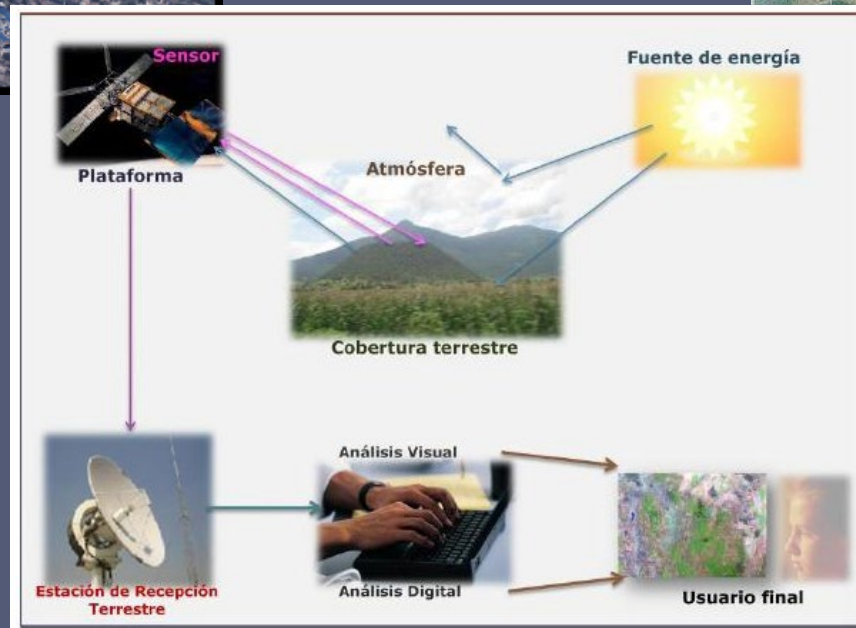 Sensor
Fuente de energía
Plataforma
Atmósfera
Cobertura terrestre
Análisis Visual
Estación de Recepción
Terrestre
Análisis Digital
Usuario final